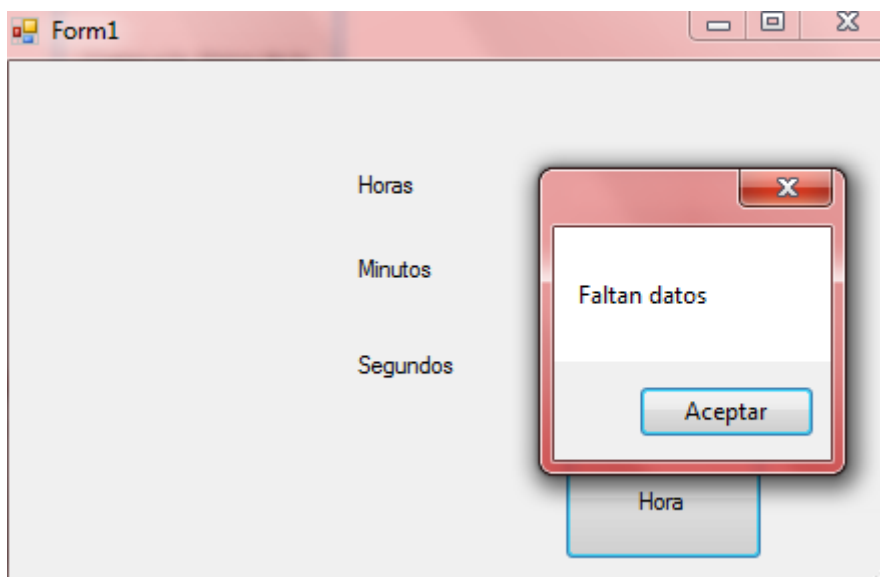 Form1
Horas
Minutos
Faltan datos
Segundos
Aceptar
Hora